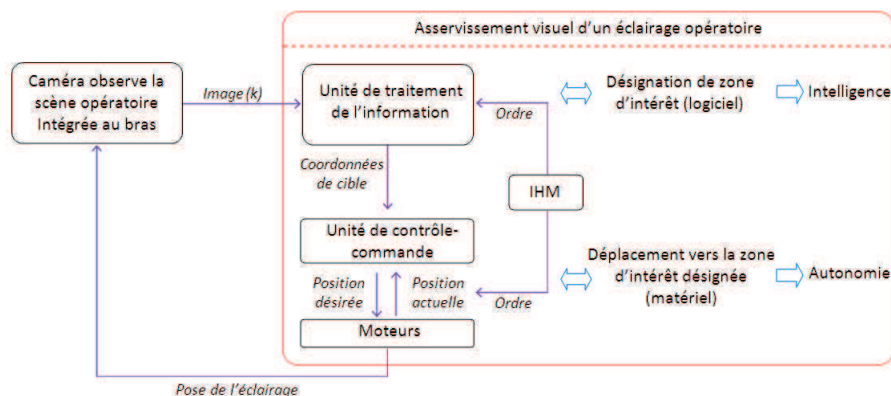 Asservissement visuel d'un éclairage opératoire
Caméra observe la
scène opératoire
Intégrée au bras
Image (k)
Unité de traitement
de l'information
Ordre
Désignation de zone
d'intérêt (logiciel)
Intelligence
Coordonnées
de cible
IHM
Unité de contrôle-
commande
Déplacement vers la zone
d'intérêt désignée
(matériel)
Autonomie
Position
désirée
Position
actuelle
Ordre
Moteurs
Pose de l'éclairage